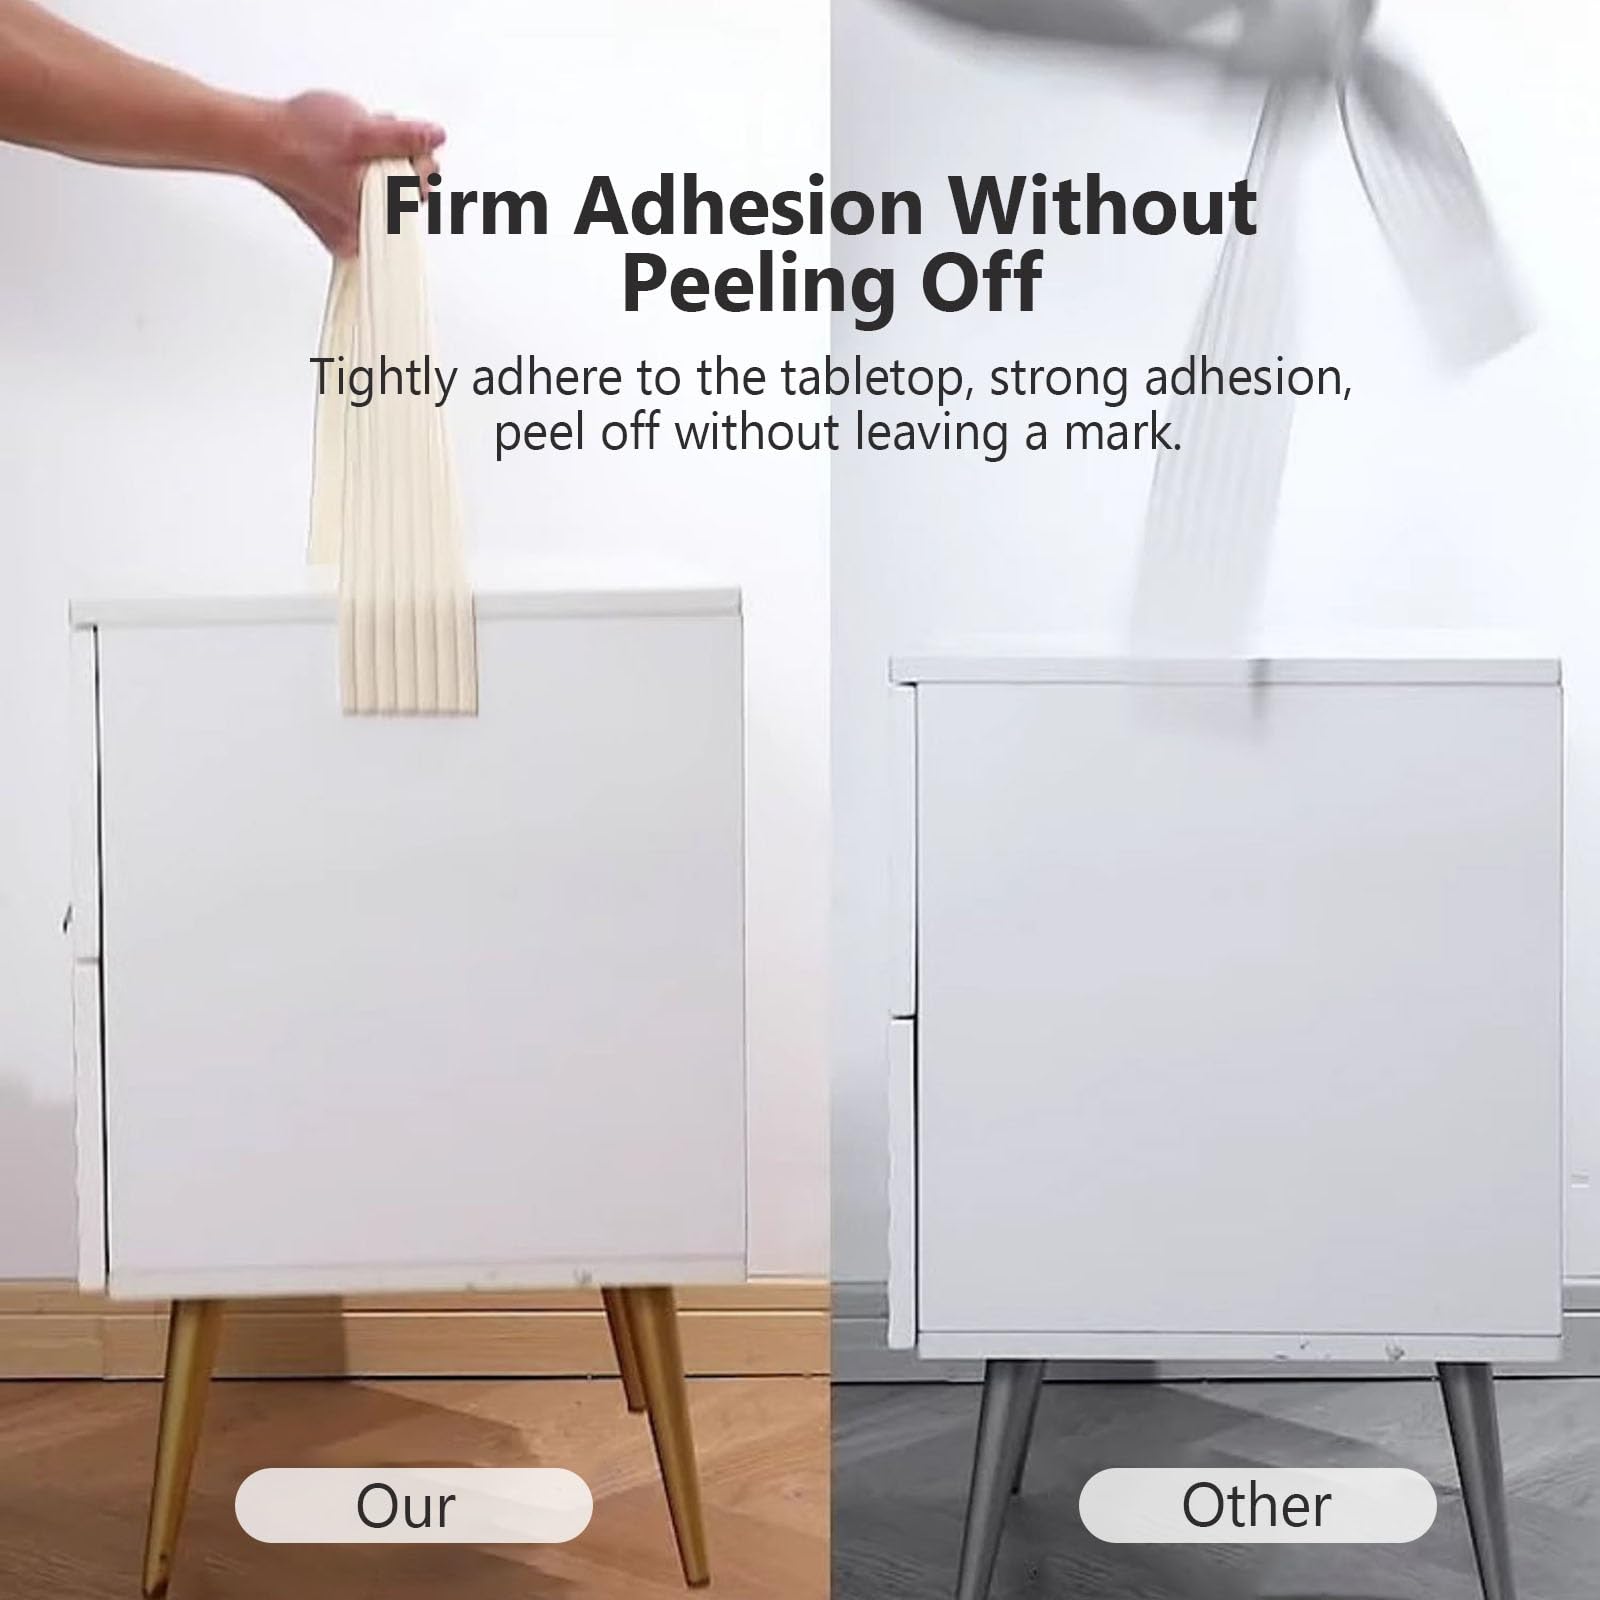 Firm Adhesion Without
Peeling Off
Tightly adhere to the tabletop, strong adhesion,
peel off without leaving a mark.
Our
Other